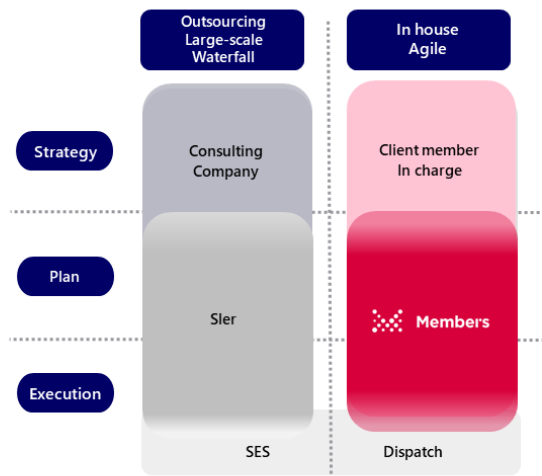 Outsourcing
Large-scale
Waterfall
In house
Agile
Strategy
Consulting
Company
Client member
In charge
Plan
SIer
Members
Execution
SES
Dispatch